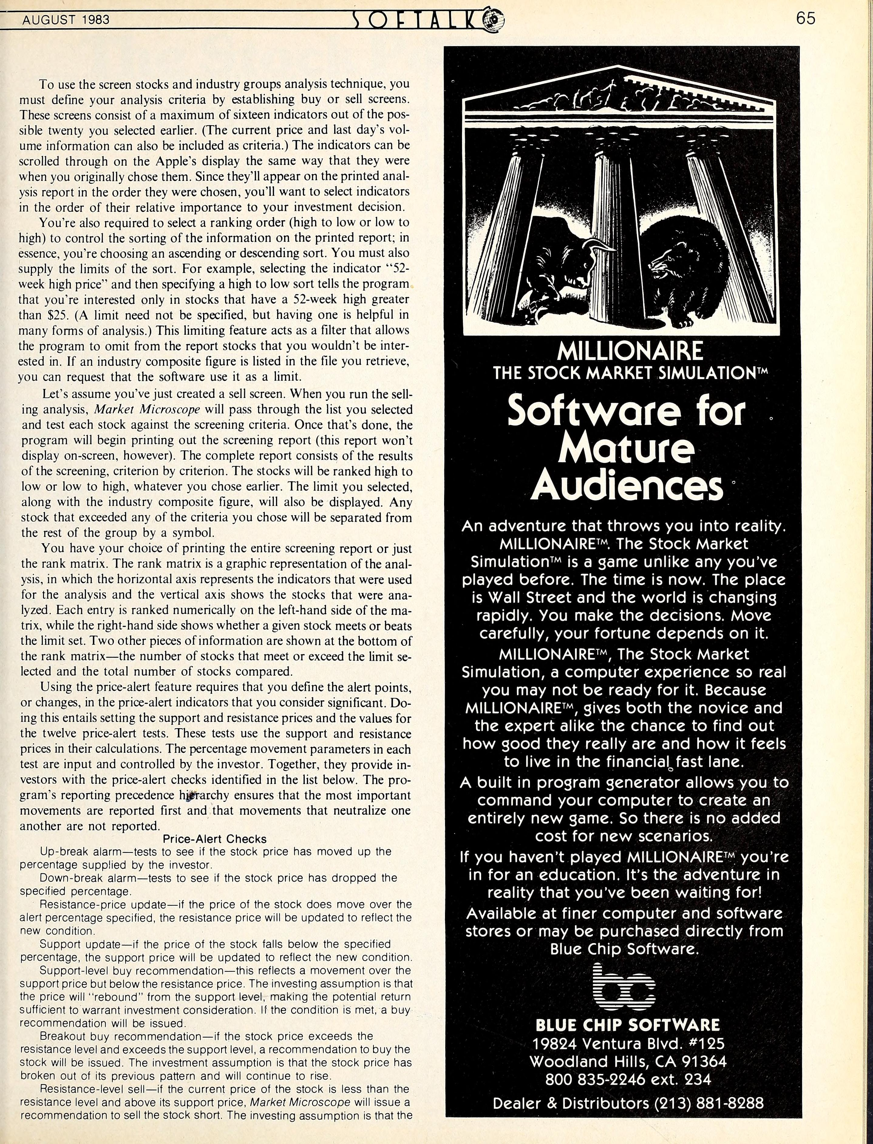 AUGUST 1983
SOFTALK
65
To use the screen stocks and industry groups analysis technique, you
must define your analysis criteria by establishing buy or sell screens.
These screens consist of a maximum of sixteen indicators out of the pos-
sible twenty you selected earlier. (The current price and last day's vol-
ume information can also be included as criteria.) The indicators can be
scrolled through on the Apple's display the same way that they were
when you originally chose them. Since they'll appear on the printed anal-
ysis report in the order they were chosen, you'll want to select indicators
in the order of their relative importance to your investment decision.
You're also required to select a ranking order (high to low or low to
high) to control the sorting of the information on the printed report; in
essence, you're choosing an ascending or descending sort. You must also
supply the limits of the sort. For example, selecting the indicator "52-
week high price" and then specifying a high to low sort tells the program
that you're interested only in stocks that have a 52-week high greater
than $25. (A limit need not be specified, but having one is helpful in
many forms of analysis.) This limiting feature acts as a filter that allows
the program to omit from the report stocks that you wouldn't be inter-
ested in. If an industry composite figure is listed in the file you retrieve,
you can request that the software use it as a limit.
Let's assume you've just created a sell screen. When you run the sell-
ing analysis, Market Microscope will pass through the list you selected
and test each stock against the screening criteria. Once that's done, the
program will begin printing out the screening report (this report won't
display on-screen, however). The complete report consists of the results
of the screening, criterion by criterion. The stocks will be ranked high to
low or low to high, whatever you chose earlier. The limit you selected,
along with the industry composite figure, will also be displayed. Any
stock that exceeded any of the criteria you chose will be separated from
the rest of the group by a symbol.
You have your choice of printing the entire screening report or just
the rank matrix. The rank matrix is a graphic representation of the anal-
ysis, in which the horizontal axis represents the indicators that were used
for the analysis and the vertical axis shows the stocks that were ana-
lyzed. Each entry is ranked numerically on the left-hand side of the ma-
trix, while the right-hand side shows whether a given stock meets or beats
the limit set. Two other pieces of information are shown at the bottom of
the rank matrix—the number of stocks that meet or exceed the limit se-
lected and the total number of stocks compared.
Using the price-alert feature requires that you define the alert points,
or changes, in the price-alert indicators that you consider significant. Do-
ing this entails setting the support and resistance prices and the values for
the twelve price-alert tests. These tests use the support and resistance
prices in their calculations. The percentage movement parameters in each
test are input and controlled by the investor. Together, they provide in-
vestors with the price-alert checks identified in the list below. The pro-
gram's reporting precedence hierarchy ensures that the most important
movements are reported first and that movements that neutralize one
another are not reported.
Price-Alert Checks
Up-break alarm—tests to see if the stock price has moved up the
percentage supplied by the investor.
Down-break alarm—tests to see if the stock price has dropped the
specified percentage.
Resistance-price update—if the price of the stock does move over the
alert percentage specified, the resistance price will be updated to reflect the
new condition.
Support update—if the price of the stock falls below the specified
percentage, the support price will be updated to reflect the new condition.
Support-level buy recommendation—this reflects a movement over the
support price but below the resistance price. The investing assumption is that
the price will "rebound" from the support level, making the potential return
sufficient to warrant investment consideration. If the condition is met, a buy
recommendation will be issued.
Breakout buy recommendation—if the stock price exceeds the
resistance level and exceeds the support level, a recommendation to buy the
stock will be issued. The investment assumption is that the stock price has
broken out of its previous pattern and will continue to rise.
Resistance-level sell—if the current price of the stock is less than the
resistance level and above its support price, Market Microscope will issue a
recommendation to sell the stock short. The investing assumption is that the
MILLIONAIRE
THE STOCK MARKET SIMULATION™
Software for
Mature
Audiences
An adventure that throws you into reality.
MILLIONAIRE™. The Stock Market
Simulation™ is a game unlike any you've
played before. The time is now. The place
is Wall Street and the world is changing
rapidly. You make the decisions. Move
carefully, your fortune depends on it.
MILLIONAIRE™, The Stock Market
Simulation, a computer experience so real
you may not be ready for it. Because
MILLIONAIRE™, gives both the novice and
the expert alike the chance to find out
how good they really are and how it feels
to live in the financial fast lane.
A built in program generator allows you to
command your computer to create an
entirely new game. So there is no added
cost for new scenarios.
If you haven't played MILLIONAIRE™ you're
in for an education. It's the adventure in
reality that you've been waiting for!
Available at finer computer and software
stores or may be purchased directly from
Blue Chip Software.
bc
BLUE CHIP SOFTWARE
19824 Ventura Blvd. #125
Woodland Hills, CA 91364
800 835-2246 ext. 234
Dealer & Distributors (213) 881-8288